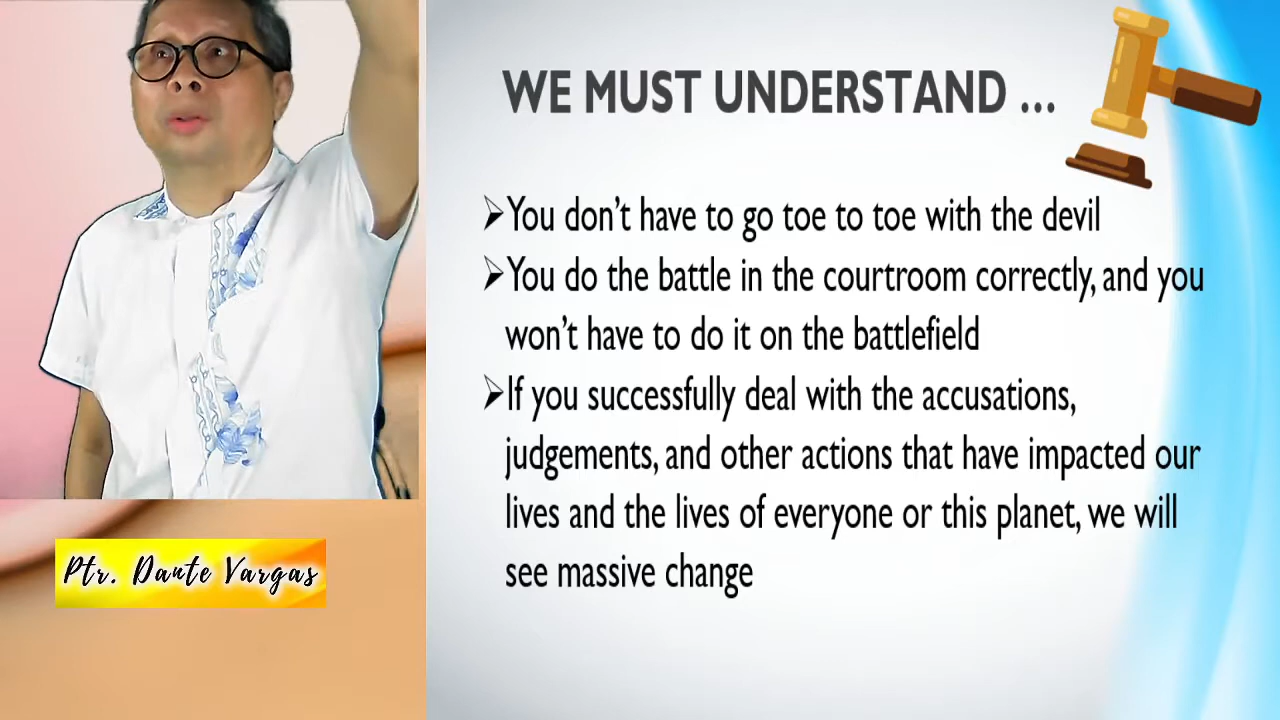 WE MUST UNDERSTAND ...
➢You don't have to go toe to toe with the devil
➢You do the battle in the courtroom correctly, and you
won't have to do it on the battlefield
➢If you successfully deal with the accusations,
judgements, and other actions that have impacted our
lives and the lives of everyone or this planet, we will
see massive change
Ptr. Dante Vargas